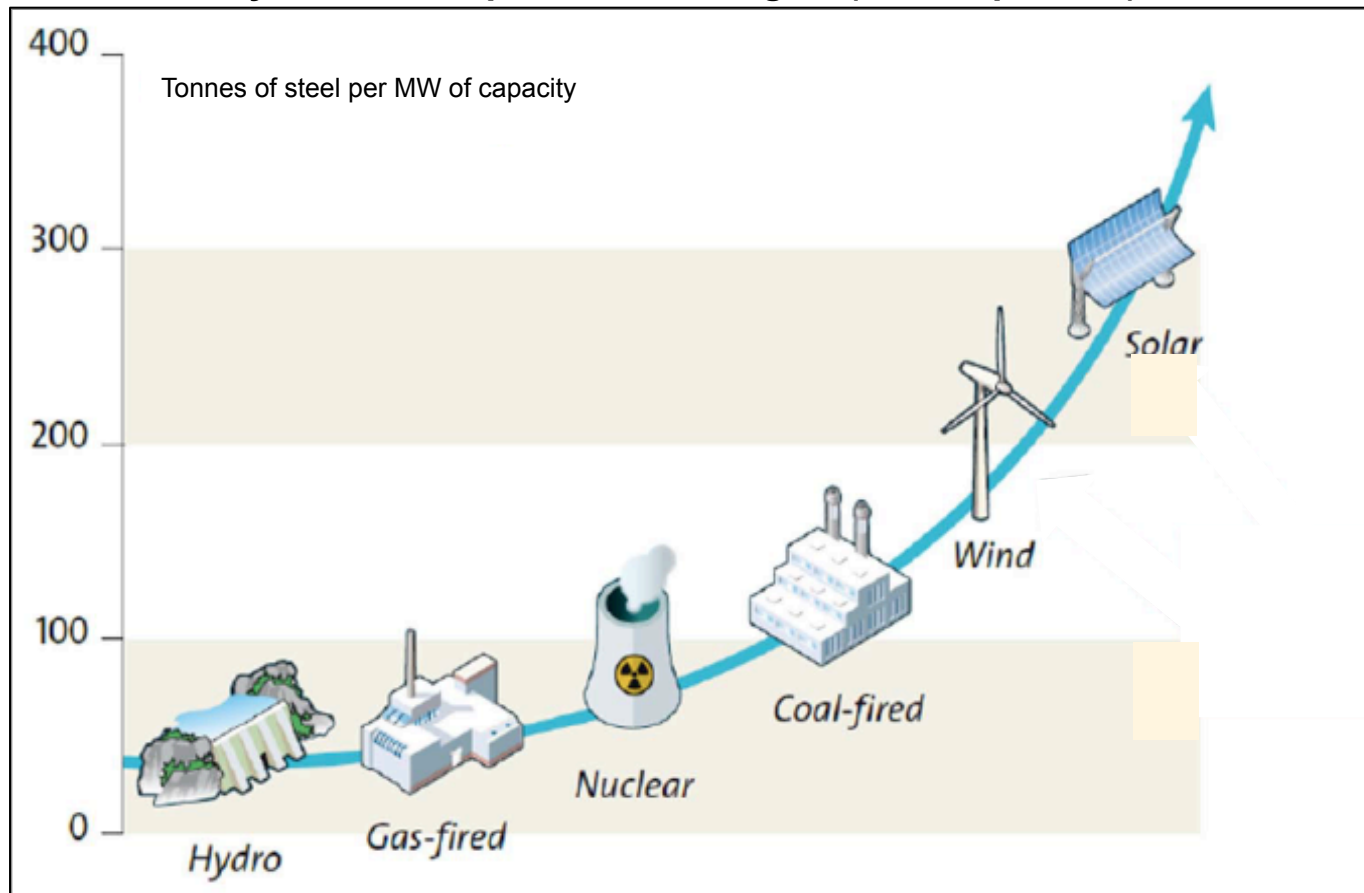 400
Tonnes of steel per MW of capacity
300
Solar
200
Wind
100
Coal-fired
Nuclear
0
Gas-fired
Hydro